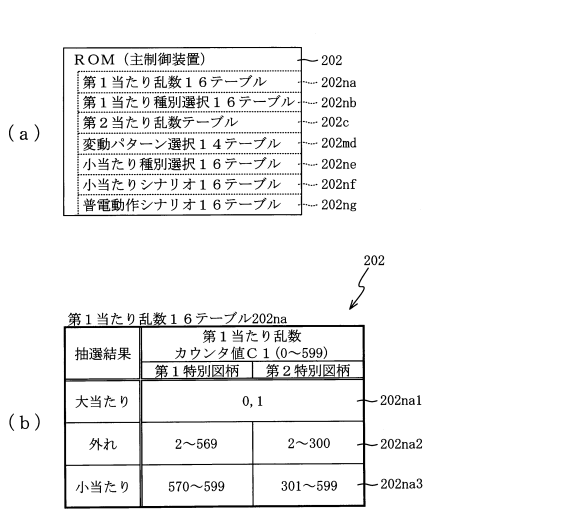 ROM（主制御装置） 202
第１当たり乱数１６テーブル 202na
第１当たり種別選択１６テーブル 202nb
第２当たり乱数テーブル 202c
(a)
変動パターン選択１４テーブル 202md
小当たり種別選択１６テーブル 202ne
小当たりシナリオ１６テーブル 202nf
普電動作シナリオ１６テーブル 202ng
202
第１当たり乱数１６テーブル202na
抽選結果
第１当たり乱数
カウンタ値Ｃ１(0～599)
第１特別図柄 第２特別図柄
大当たり 0,1 202na1
(b)
外れ 2～569 2～300 202na2
小当たり 570～599 301～599 202na3